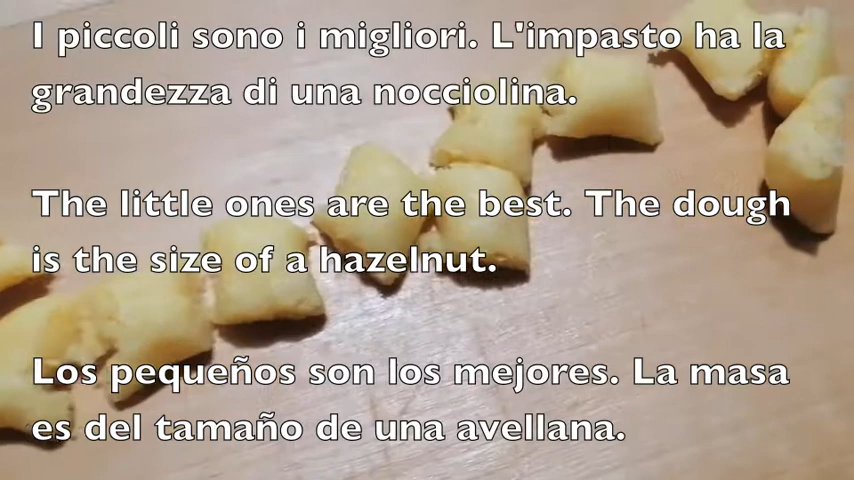 I piccoli sono i migliori. L'impasto ha la
grandezza di una nocciolina.
The little ones are the best. The dough
is the size of a hazelnut.
Los pequeños son los mejores. La masa
es del tamaño de una avellana.